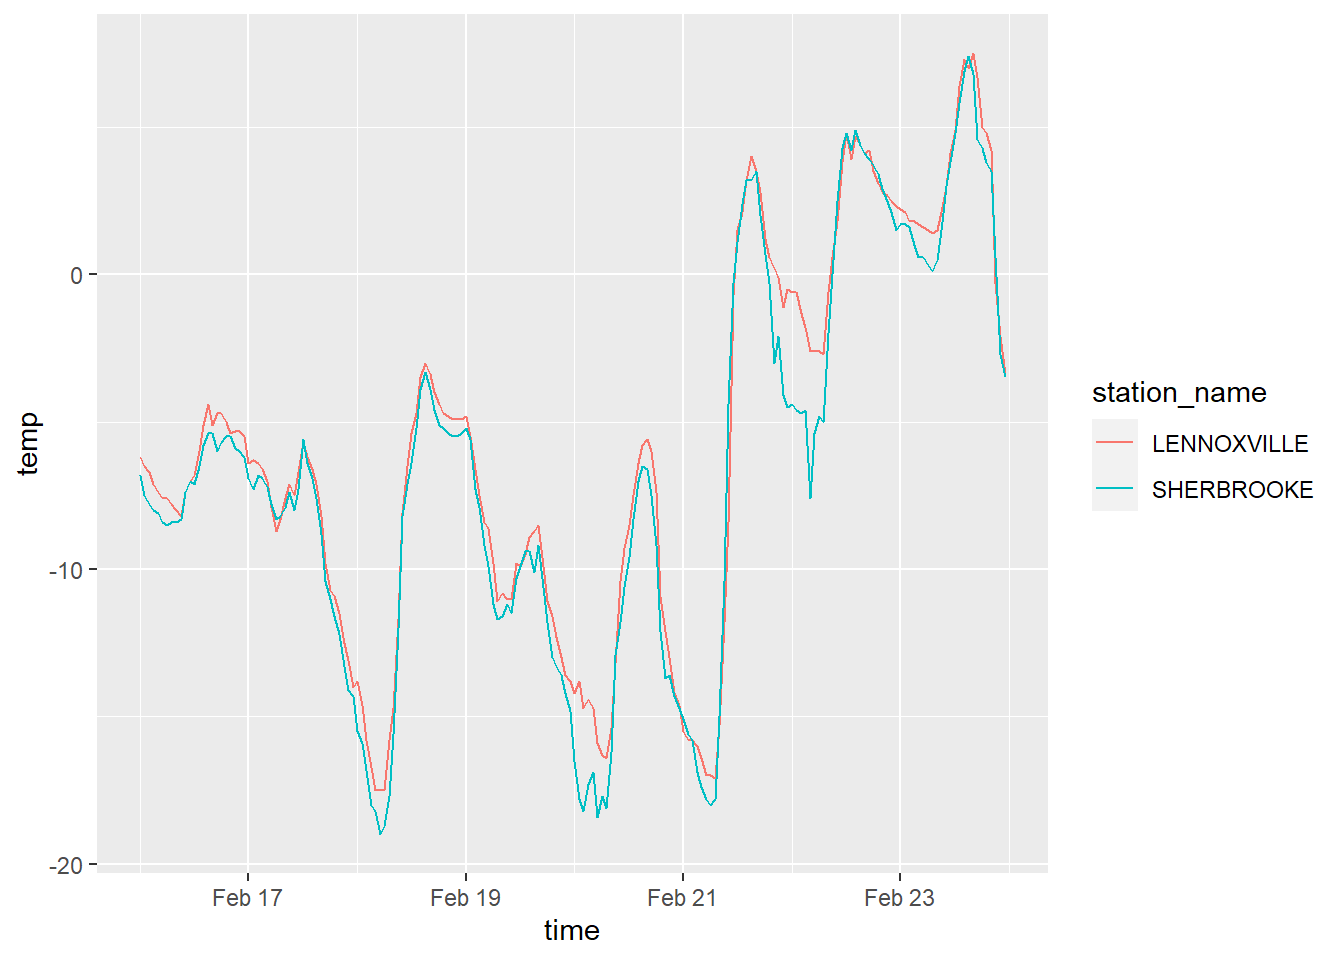 temp
0
-10
-20
Feb 17
Feb 19
Feb 21
Feb 23
time
station_name
LENNOXVILLE
SHERBROOKE